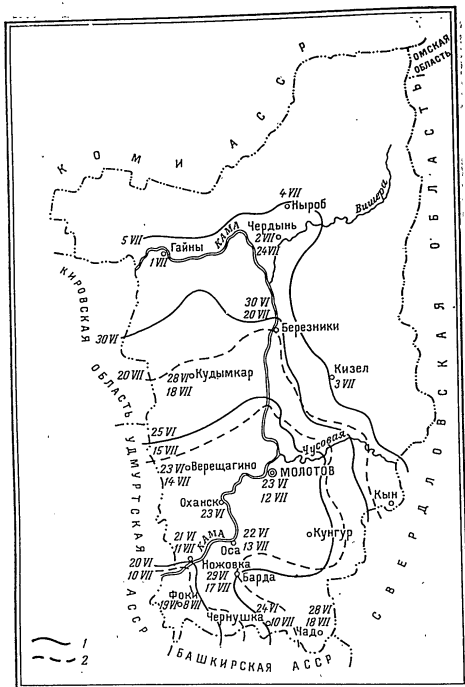 ОМСКАЯ
ОБЛАСТЬ
КОМИ АССР
СВЕРДЛОВСКАЯ ОБЛАСТЬ
4 VII
Ныроб
Вишера
Чердынь
2 VII
24 VII
КАМА
5 VII
Гайны
1 VII
КИРОВСКАЯ
ОБЛАСТЬ
30 VI
20 VII
Березники
30 VI
20 VII
28 VI
Кудымкар
18 VII
Кизел
3 VII
25 VI
15 VII
Чусовая
23 VI
Верещагино
14 VII
МОЛОТОВ
23 VI
12 VII
Оханск
23 VI
Кын
УДМУРТСКАЯ
АССР
КАМА
21 VI
11 VII
22 VI
Оса
13 VII
Кунгур
20 VI
10 VII
Ножовка
29 VI
17 VII
Барда
Фоки
19 VI
8 VII
24 VI
Чернушка
10 VII
28 VI
18 VII
Чад
БАШКИРСКАЯ АССР
1
2